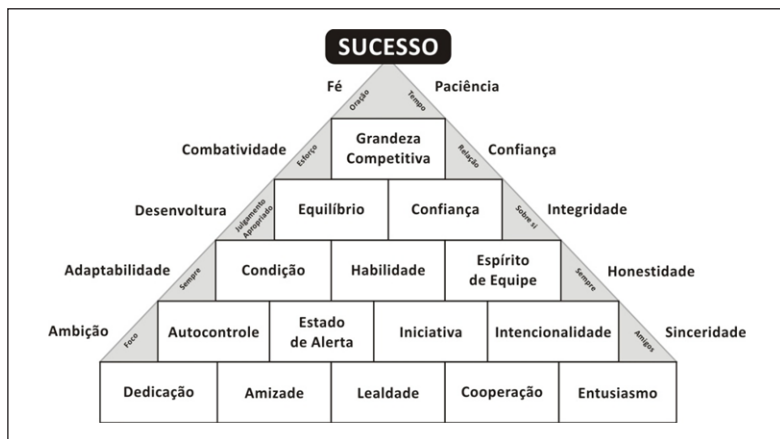 SUCESSO
Fé
Oração
Tempo
Paciência
Combatividade
Esforço
Grandeza
Competitiva
Relação
Confiança
Desenvoltura
Julgamento
Apropriado
Equilíbrio
Confiança
Sobre si
Integridade
Adaptabilidade
Sempre
Condição
Habilidade
Espírito
de Equipe
Sempre
Honestidade
Ambição
Foco
Autocontrole
Estado
de Alerta
Iniciativa
Intencionalidade
Amigos
Sinceridade
Dedicação
Amizade
Lealdade
Cooperação
Entusiasmo